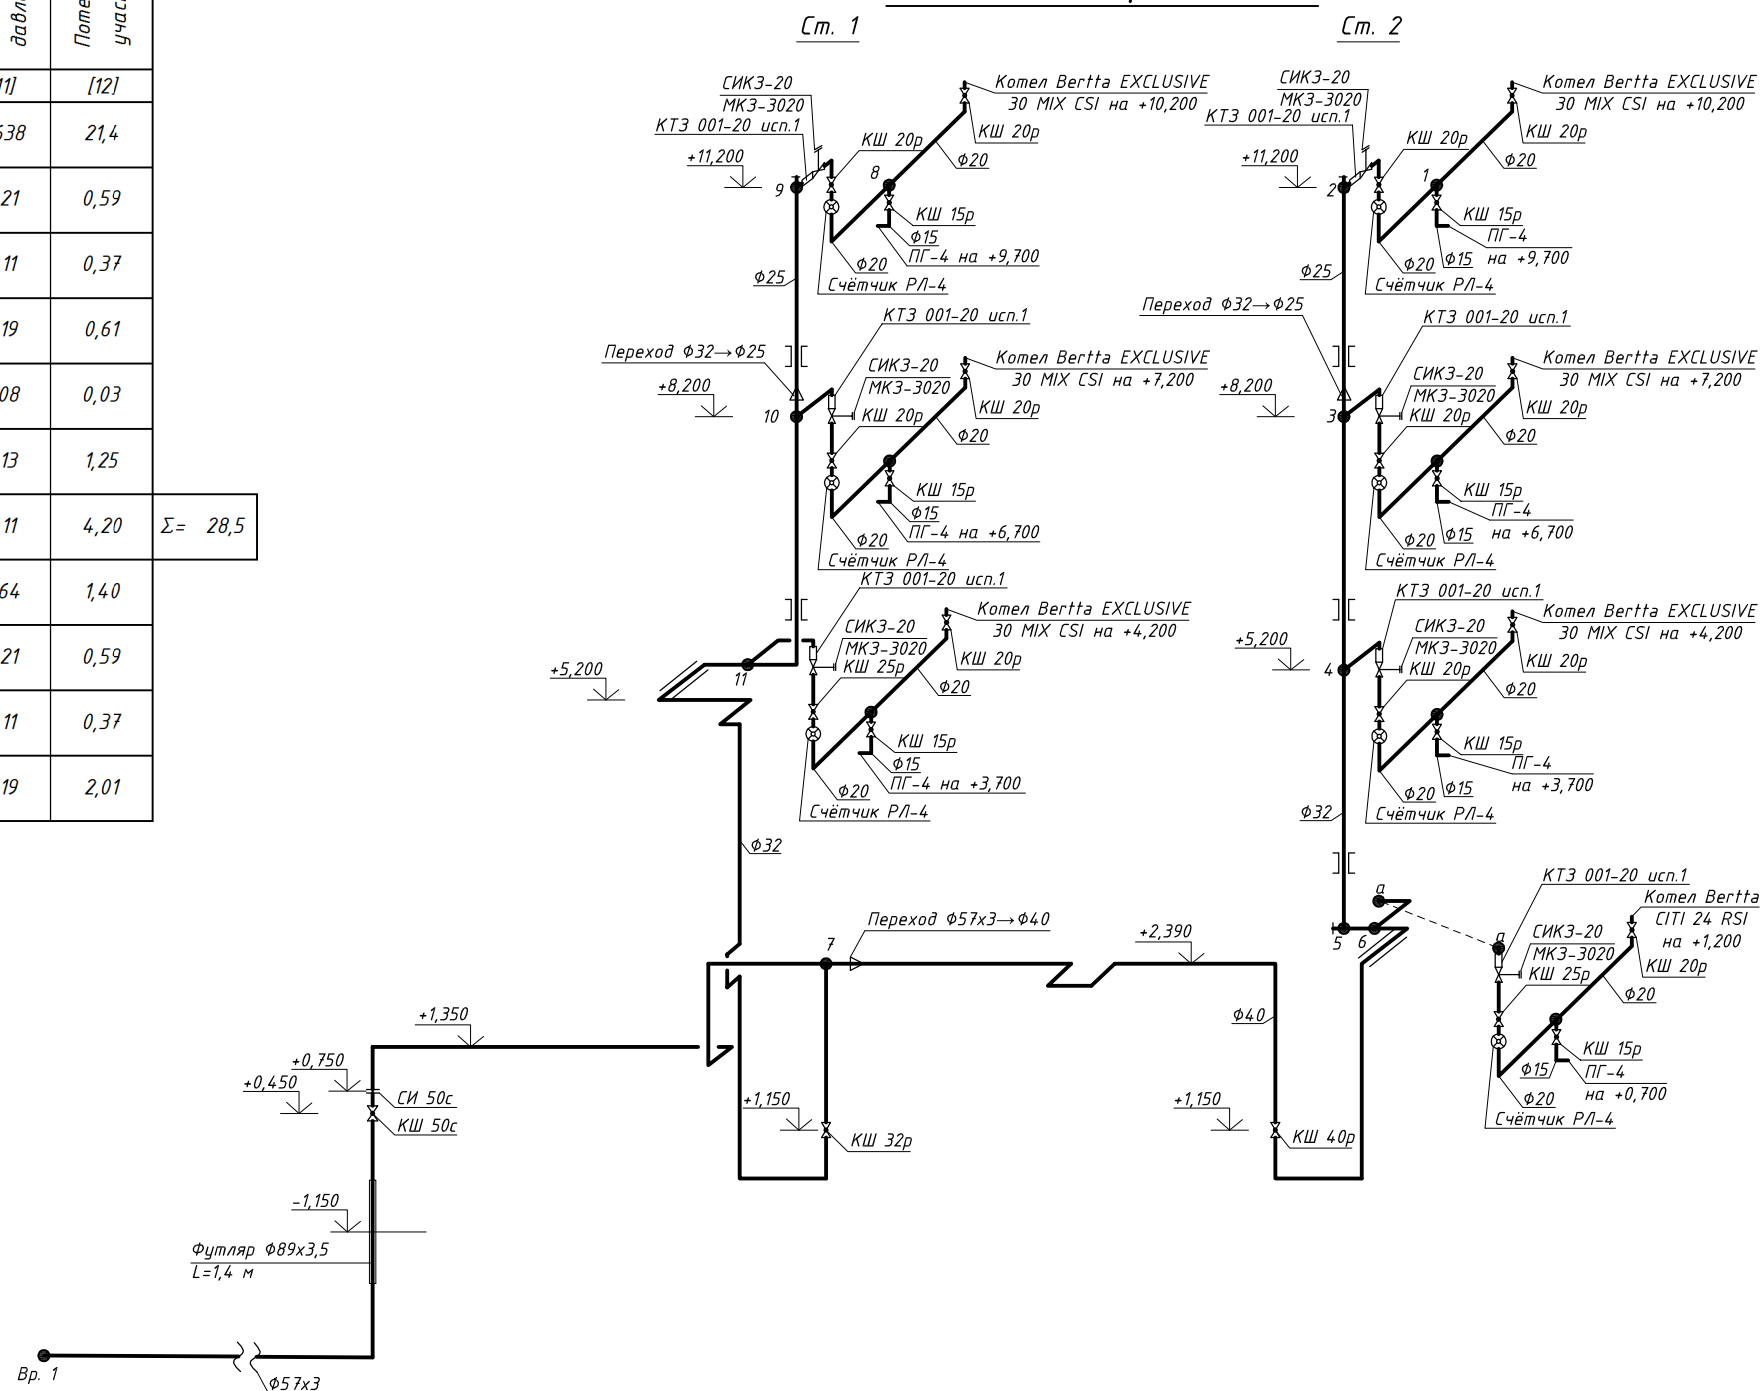 [12]
21,4
21
0,59
11
0,37
19
0,61
08
0,03
13
1,25
11
4,20
Σ= 28,5
64
1,40
21
0,59
11
0,37
19
2,01
Ст. 1
СИКЗ-20
МКЗ-3020
КТЗ 001-20 исп.1
Котел Bertta EXCLUSIVE
30 MIX CSI на +10,200
КШ 20р
КШ 20р
+11,200
9
8
Ф20
КШ 15р
Ф15
ПГ-4 на +9,700
Ф20
Ф25
Счётчик РЛ-4
КТЗ 001-20 исп.1
Переход Ф32→Ф25
СИКЗ-20
МКЗ-3020
Котел Bertta EXCLUSIVE
30 MIX CSI на +7,200
+8,200
10
КШ 20р
КШ 20р
Ф20
КШ 15р
Ф15
ПГ-4 на +6,700
Ф20
Счётчик РЛ-4
КТЗ 001-20 исп.1
СИКЗ-20
МКЗ-3020
Котел Bertta EXCLUSIVE
30 MIX CSI на +4,200
КШ 25р
КШ 20р
+5,200
11
Ф20
КШ 15р
Ф15
ПГ-4 на +3,700
Ф20
Счётчик РЛ-4
Ф32
Ст. 2
СИКЗ-20
МКЗ-3020
КТЗ 001-20 исп.1
Котел Bertta EXCLUSIVE
30 MIX CSI на +10,200
КШ 20р
КШ 20р
+11,200
2
1
Ф20
КШ 15р
ПГ-4
на +9,700
Ф15
Ф20
Ф25
Счётчик РЛ-4
Переход Ф32→Ф25
КТЗ 001-20 исп.1
СИКЗ-20
МКЗ-3020
Котел Bertta EXCLUSIVE
30 MIX CSI на +7,200
+8,200
3
КШ 20р
КШ 20р
Ф20
КШ 15р
ПГ-4
на +6,700
Ф15
Ф20
Счётчик РЛ-4
КТЗ 001-20 исп.1
СИКЗ-20
МКЗ-3020
Котел Bertta EXCLUSIVE
30 MIX CSI на +4,200
+5,200
4
КШ 20р
КШ 20р
Ф20
КШ 15р
ПГ-4
на +3,700
Ф15
Ф20
Счётчик РЛ-4
Ф32
а
5
6
а
КТЗ 001-20 исп.1
Котел Bertta
CITI 24 RSI
на +1,200
СИКЗ-20
МКЗ-3020
КШ 25р
КШ 20р
Ф20
КШ 15р
Ф15
ПГ-4
на +0,700
Ф20
Счётчик РЛ-4
7
Переход Ф57х3→Ф40
+2,390
Ф40
+1,150
КШ 40р
+1,150
КШ 32р
+1,350
+0,750
+0,450
СИ 50с
КШ 50с
-1,150
Футляр Ф89х3,5
L=1,4 м
Вр. 1
Ф57х3